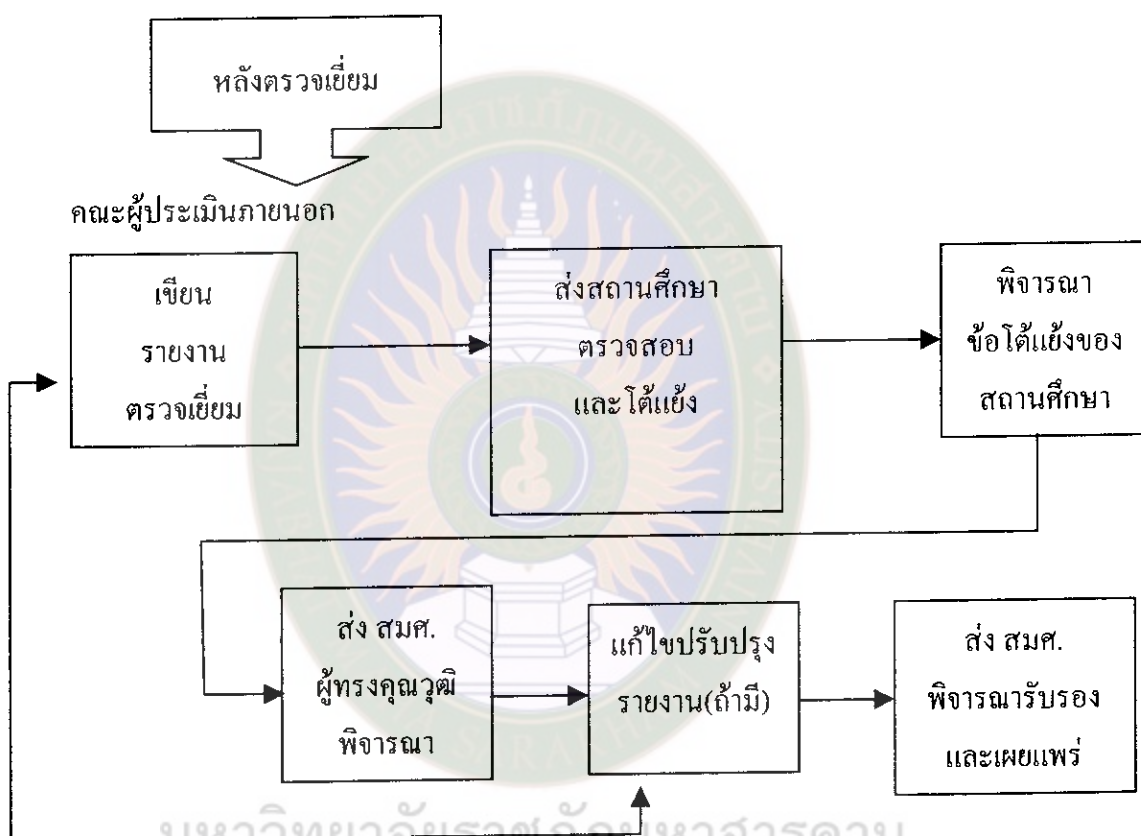 หลังตรวจเยี่ยม
คณะผู้ประเมินภายนอก
เขียน
รายงาน
ตรวจเยี่ยม
ส่งสถานศึกษา
ตรวจสอบ
และโต้แย้ง
พิจารณา
ข้อโต้แย้งของ
สถานศึกษา
ส่ง สมศ.
ผู้ทรงคุณวุฒิ
พิจารณา
แก้ไขปรับปรุง
รายงาน(ถ้ามี)
ส่ง สมศ.
พิจารณารับรอง
และเผยแพร่
มหาวิทยาลัยราชภัฏมหาสารคาม